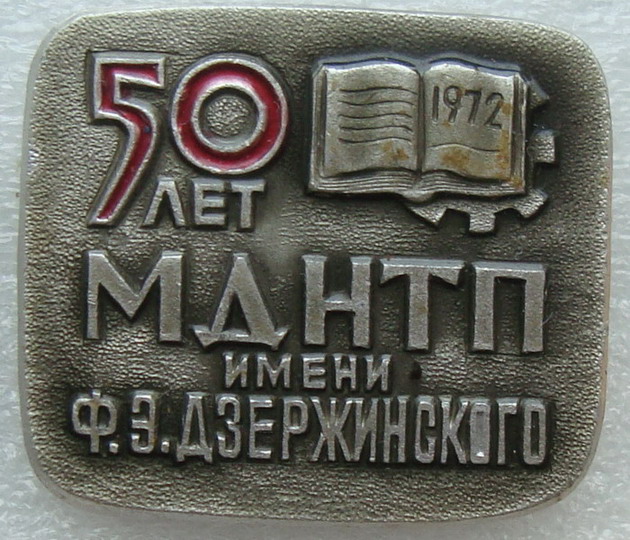 50
ЛЕТ
1972
МДНТП
ИМЕНИ
Ф.Э.ДЗЕРЖИНСКОГО